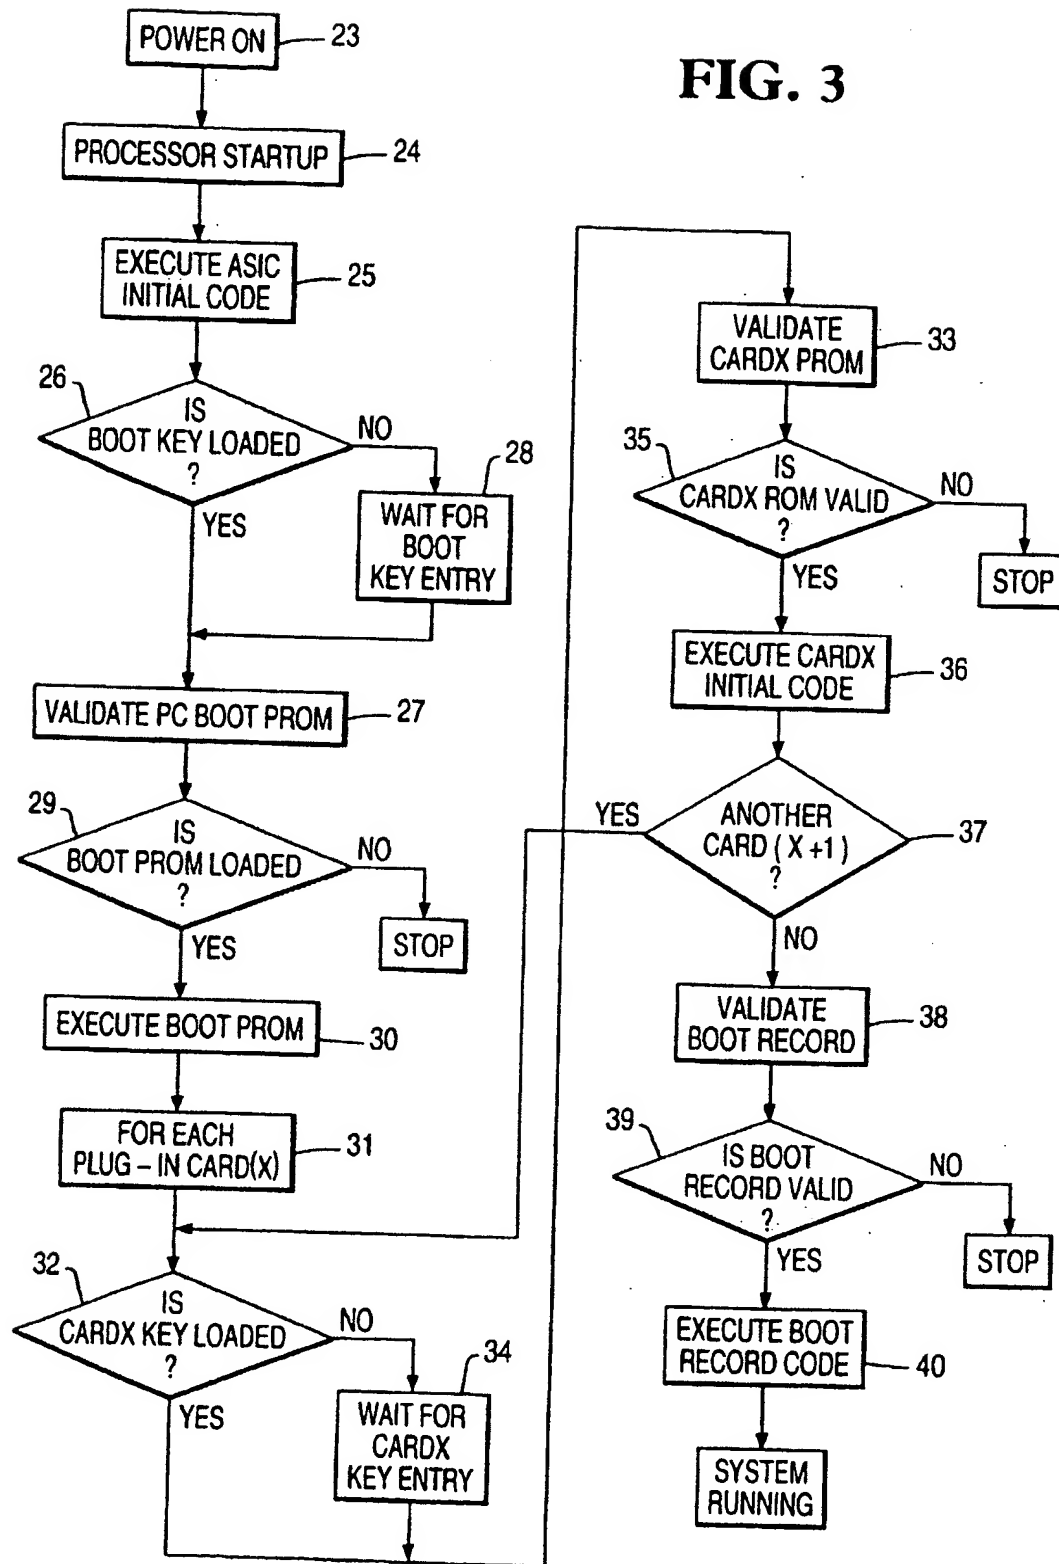 FIG. 3
POWER ON
23
PROCESSOR STARTUP
24
EXECUTE ASIC
INITIAL CODE
25
26
IS
BOOT KEY LOADED
?
NO
YES
28
WAIT FOR
BOOT
KEY ENTRY
VALIDATE PC BOOT PROM
27
29
IS
BOOT PROM LOADED
?
NO
YES
STOP
EXECUTE BOOT PROM
30
FOR EACH
PLUG-IN CARD(X)
31
32
IS
CARDX KEY LOADED
?
NO
YES
34
WAIT FOR
CARDX
KEY ENTRY
VALIDATE
CARDX PROM
33
35
IS
CARDX ROM VALID
?
NO
YES
STOP
EXECUTE CARDX
INITIAL CODE
36
YES
ANOTHER
CARD (X+1)
?
37
NO
VALIDATE
BOOT RECORD
38
39
IS BOOT
RECORD VALID
?
NO
YES
STOP
EXECUTE BOOT
RECORD CODE
40
SYSTEM
RUNNING